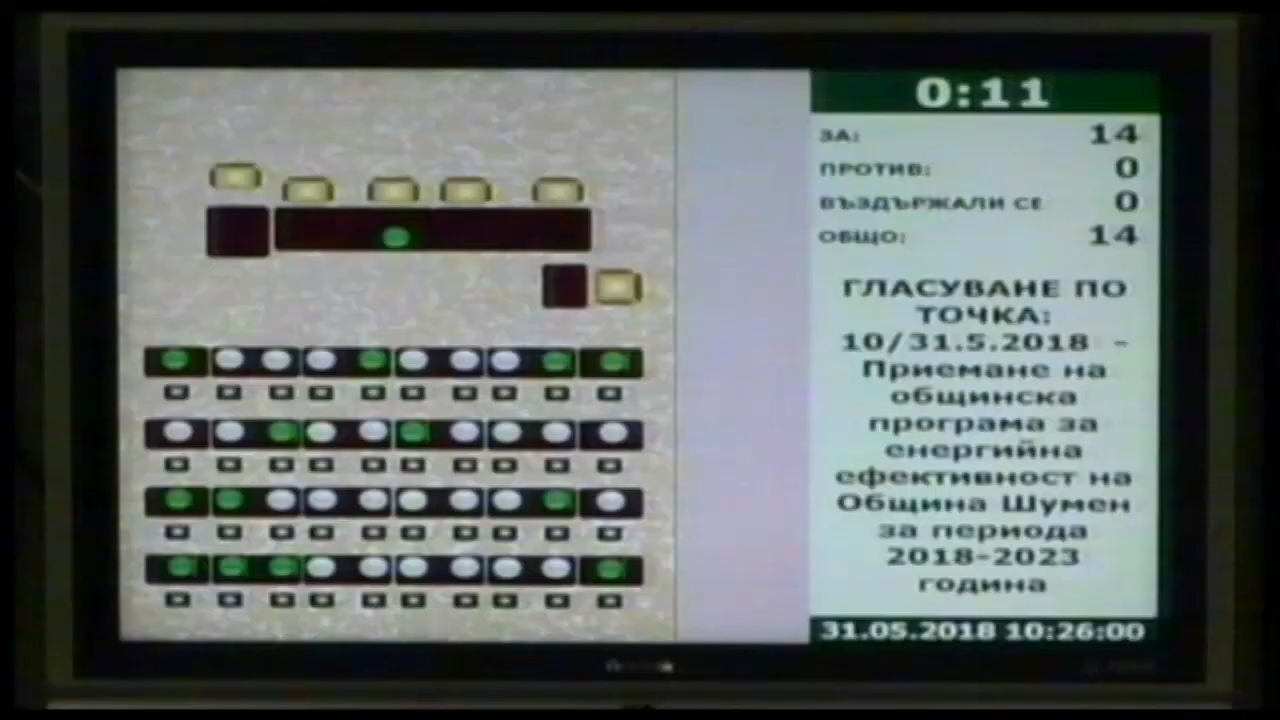 0:11
ЗА: 14
ПРОТИВ: 0
ВЪЗДЪРЖАЛИ СЕ 0
ОБЩО: 14
ГЛАСУВАНЕ ПО
ТОЧКА:
10/31.5.2018 -
Приемане на
общинска
програма за
енергийна
ефективност на
Община Шумен
за периода
2018-2023
година
31.05.2018 10:26:00